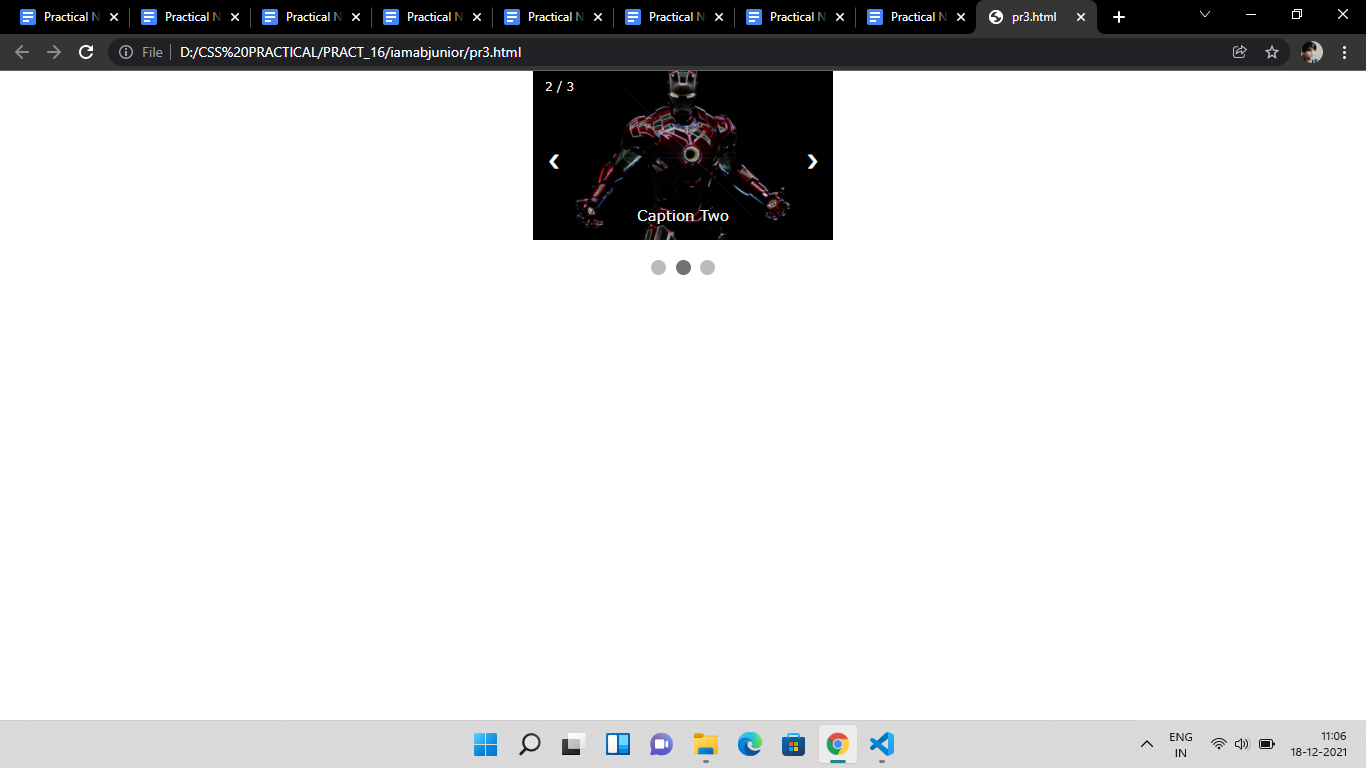 Practical N Practical N Practical N Practical N Practical N Practical N Practical N Practical N pr3.html
File D:/CSS%20PRACTICAL/PRACT_16/iamabjunior/pr3.html
2 / 3
❮ ❯
Caption Two
ENG
IN
11:06
18-12-2021